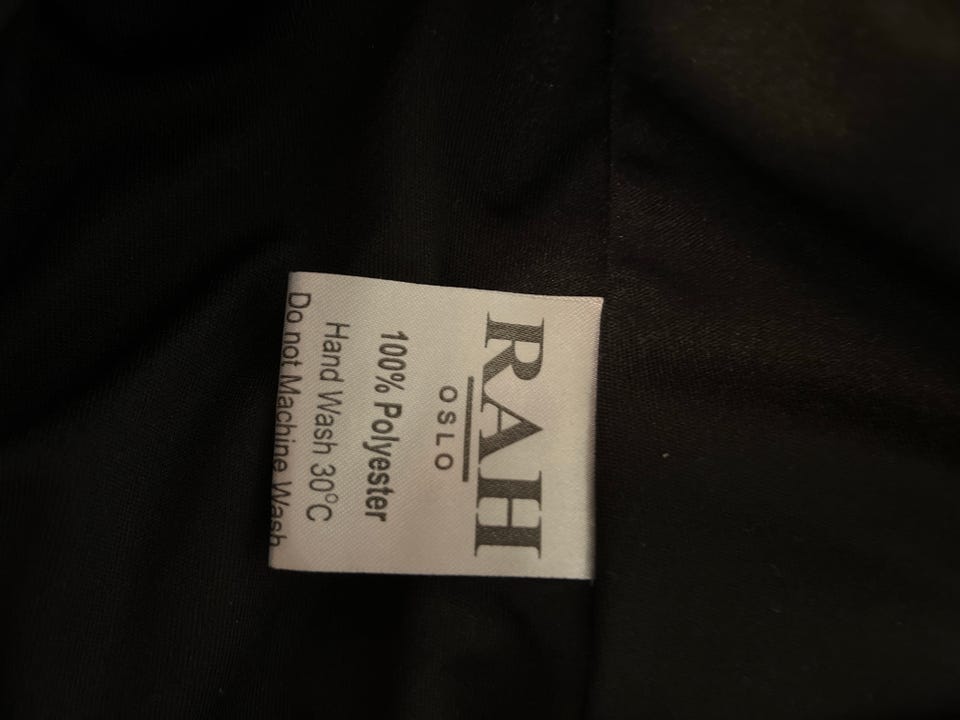 RAH
OSLO
100% Polyester
Hand Wash 30°C
Do not Machine Wash